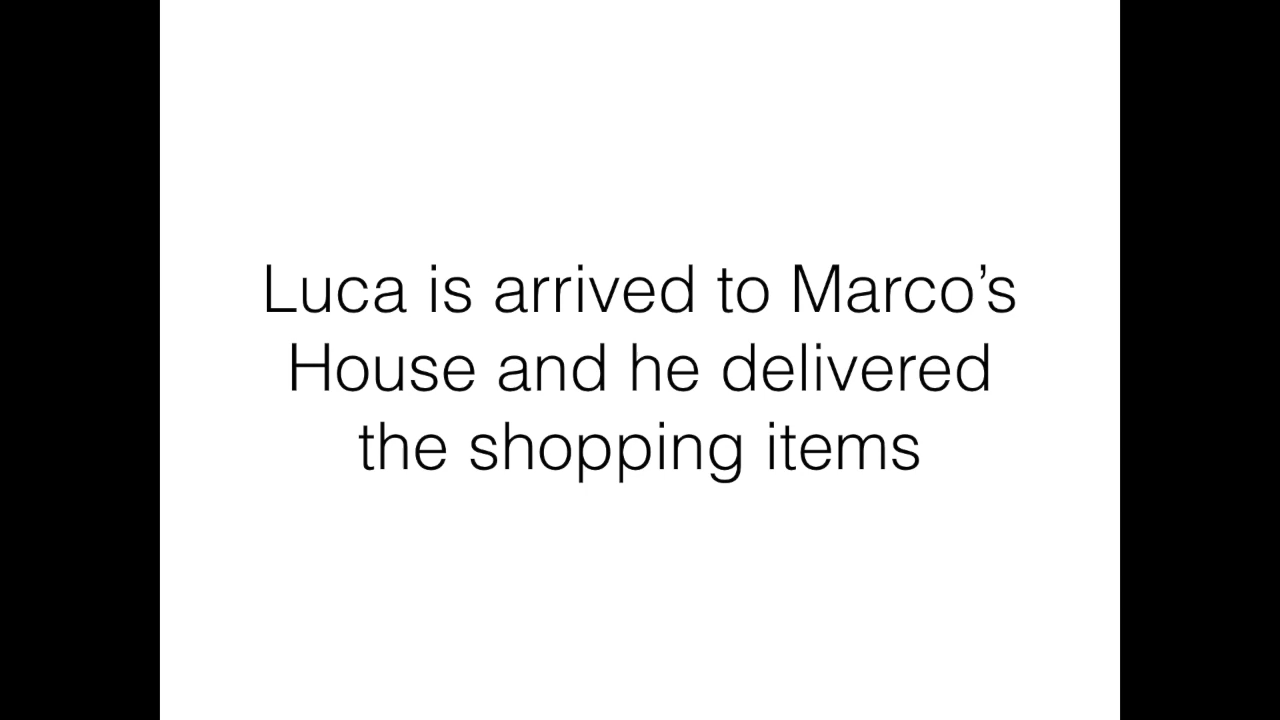 Luca is arrived to Marco’s
House and he delivered
the shopping items